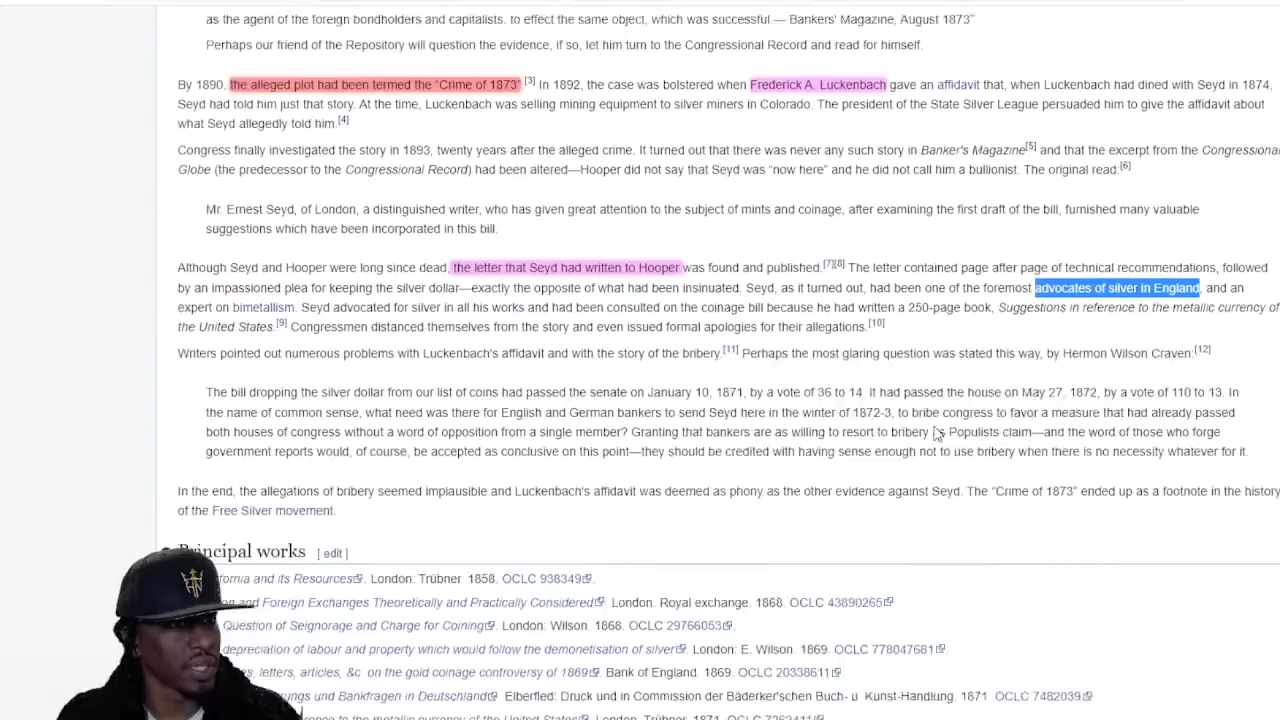 as the agent of the foreign bondholders and capitalists. to effect the same object, which was successful.— Bankers' Magazine, August 1873"
Perhaps our friend of the Repository will question the evidence, if so, let him turn to the Congressional Record and read for himself.
By 1890. the alleged plot had been termed the "Crime of 1873" [3] In 1892, the case was bolstered when Frederick A. Luckenbach gave an affidavit that, when Luckenbach had dined with Seyd in 1874,
Seyd had told him just that story. At the time, Luckenbach was selling mining equipment to silver miners in Colorado. The president of the State Silver League persuaded him to give the affidavit about
what Seyd allegedly told him.[4]
Congress finally investigated the story in 1893, twenty years after the alleged crime. It turned out that there was never any such story in Banker's Magazine[5] and that the excerpt from the Congressional
Globe (the predecessor to the Congressional Record) had been altered—Hooper did not say that Seyd was "now here" and he did not call him a bullionist. The original read:[6]
Mr. Ernest Seyd, of London, a distinguished writer, who has given great attention to the subject of mints and coinage, after examining the first draft of the bill, furnished many valuable
suggestions which have been incorporated in this bill.
Although Seyd and Hooper were long since dead, the letter that Seyd had written to Hooper was found and published.[7][8] The letter contained page after page of technical recommendations, followed
by an impassioned plea for keeping the silver dollar—exactly the opposite of what had been insinuated. Seyd, as it turned out, had been one of the foremost advocates of silver in England, and an
expert on bimetallism. Seyd advocated for silver in all his works and had been consulted on the coinage bill because he had written a 250-page book, Suggestions in reference to the metallic currency of
the United States.[9] Congressmen distanced themselves from the story and even issued formal apologies for their allegations.[10]
Writers pointed out numerous problems with Luckenbach's affidavit and with the story of the bribery.[11] Perhaps the most glaring question was stated this way, by Hermon Wilson Craven:[12]
The bill dropping the silver dollar from our list of coins had passed the senate on January 10, 1871, by a vote of 36 to 14 It had passed the house on May 27, 1872, by a vote of 110 to 13. In
the name of common sense, what need was there for English and German bankers to send Seyd here in the winter of 1872-3, to bribe congress to favor a measure that had already passed
both houses of congress without a word of opposition from a single member? Granting that bankers are as willing to resort to bribery as Populists claim—and the word of those who forge
government reports would, of course, be accepted as conclusive on this point—they should be credited with having sense enough not to use bribery when there is no necessity whatever for it.
In the end, the allegations of bribery seemed implausible and Luckenbach's affidavit was deemed as phony as the other evidence against Seyd. The "Crime of 1873" ended up as a footnote in the history
of the Free Silver movement.
Principal works [ edit ]
and its Resources. London: Trübner 1858. OCLC 938349.
and Foreign Exchanges Theoretically and Practically Considered London. Royal exchange. 1868. OCLC 43890265
Question of Seignorage and Charge for Coining. London: Wilson. 1868. OCLC 29766053.
depreciation of labour and property which would follow the demonetisation of silver. London: E. Wilson. 1869. OCLC 778047681
letters, articles, &c on the gold coinage controversy of 1869. Bank of England. 1869. OCLC 20338611
und Bankfragen in Deutschland Elberfled: Druck und in Commission der Bäderker'schen Buch- u Kunst-Handlung. 1871 OCLC 7482039
to the metallic currency of the United States. London: Trübner. 1871. OCLC